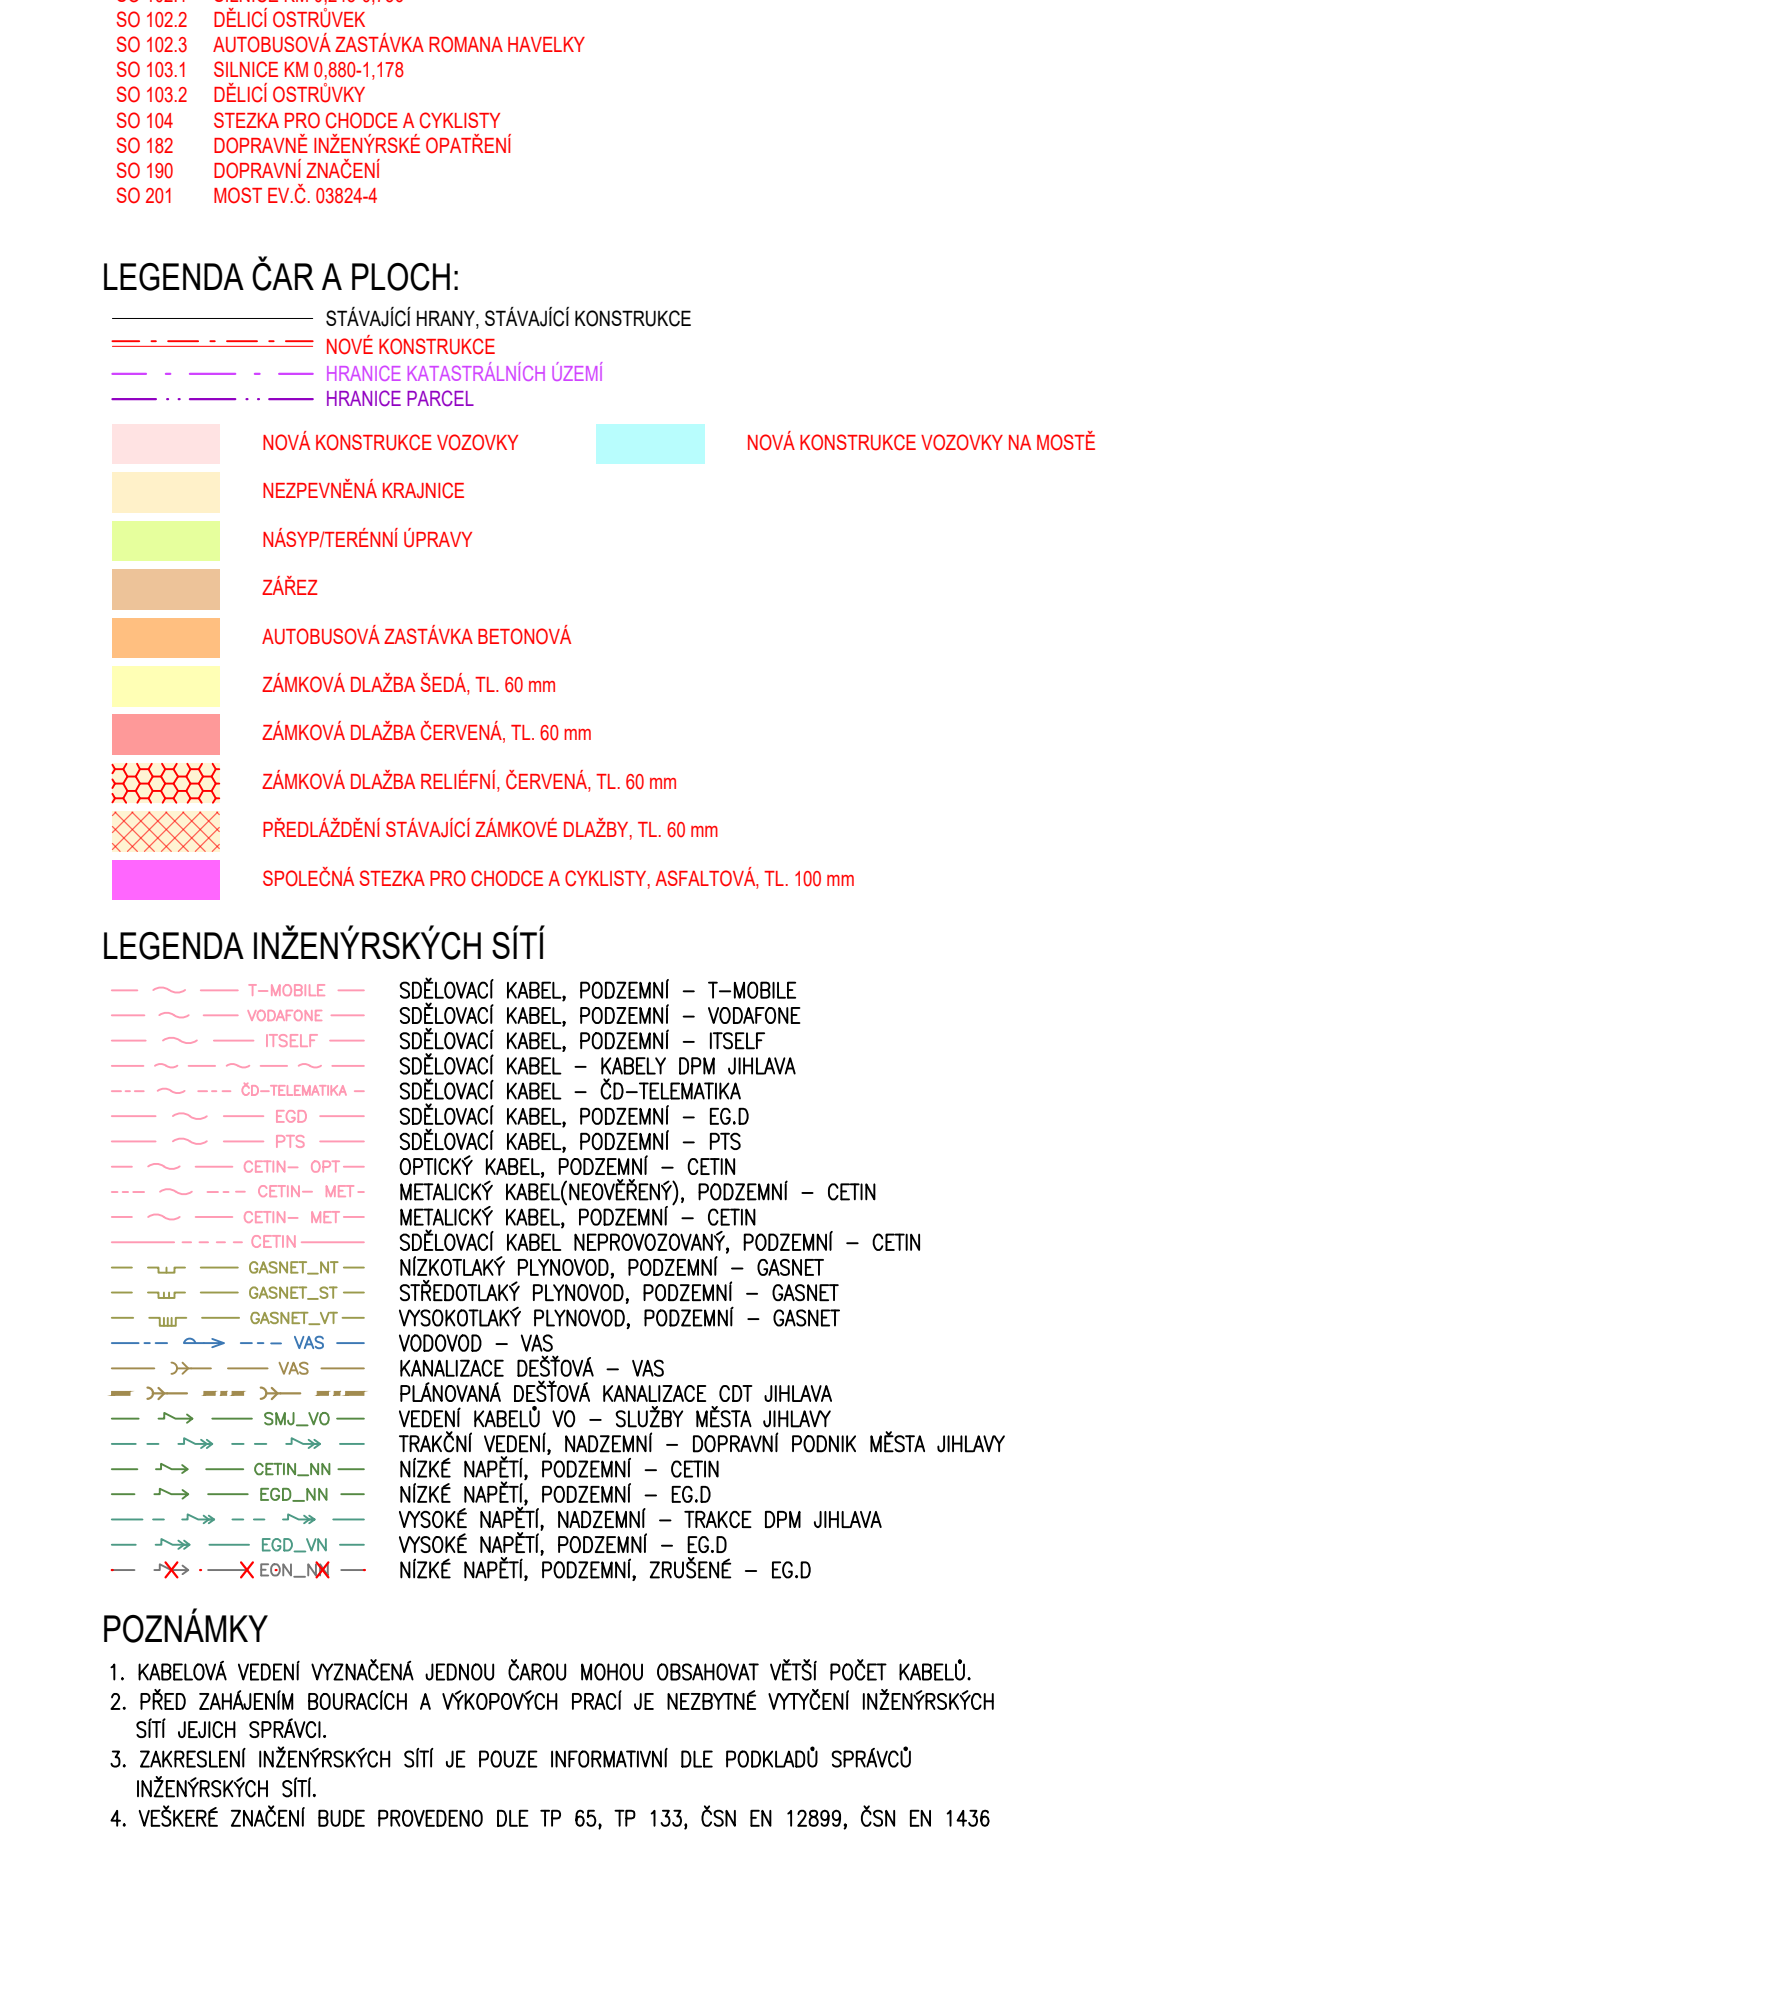 SO 102.2 DĚLICÍ OSTRŮVEK
SO 102.3 AUTOBUSOVÁ ZASTÁVKA ROMANA HAVELKY
SO 103.1 SILNICE KM 0,880-1,178
SO 103.2 DĚLICÍ OSTRŮVKY
SO 104 STEZKA PRO CHODCE A CYKLISTY
SO 182 DOPRAVNĚ INŽENÝRSKÉ OPATŘENÍ
SO 190 DOPRAVNÍ ZNAČENÍ
SO 201 MOST EV.Č. 03824-4
LEGENDA ČAR A PLOCH:
STÁVAJÍCÍ HRANY, STÁVAJÍCÍ KONSTRUKCE
NOVÉ KONSTRUKCE
HRANICE KATASTRÁLNÍCH ÚZEMÍ
HRANICE PARCEL
NOVÁ KONSTRUKCE VOZOVKY NOVÁ KONSTRUKCE VOZOVKY NA MOSTĚ
NEZPEVNĚNÁ KRAJNICE
NÁSYP/TERÉNNÍ ÚPRAVY
ZÁŘEZ
AUTOBUSOVÁ ZASTÁVKA BETONOVÁ
ZÁMKOVÁ DLAŽBA ŠEDÁ, TL. 60 mm
ZÁMKOVÁ DLAŽBA ČERVENÁ, TL. 60 mm
ZÁMKOVÁ DLAŽBA RELIÉFNÍ, ČERVENÁ, TL. 60 mm
PŘEDLÁŽDĚNÍ STÁVAJÍCÍ ZÁMKOVÉ DLAŽBY, TL. 60 mm
SPOLEČNÁ STEZKA PRO CHODCE A CYKLISTY, ASFALTOVÁ, TL. 100 mm
LEGENDA INŽENÝRSKÝCH SÍTÍ
T-MOBILE SDĚLOVACÍ KABEL, PODZEMNÍ - T-MOBILE
VODAFONE SDĚLOVACÍ KABEL, PODZEMNÍ - VODAFONE
ITSELF SDĚLOVACÍ KABEL, PODZEMNÍ - ITSELF
SDĚLOVACÍ KABEL - KABELY DPM JIHLAVA
ČD-TELEMATIKA SDĚLOVACÍ KABEL - ČD-TELEMATIKA
EGD SDĚLOVACÍ KABEL, PODZEMNÍ - EG.D
PTS SDĚLOVACÍ KABEL, PODZEMNÍ - PTS
CETIN- OPT OPTICKÝ KABEL, PODZEMNÍ - CETIN
CETIN- MET METALICKÝ KABEL(NEOVĚŘENÝ), PODZEMNÍ - CETIN
CETIN- MET METALICKÝ KABEL, PODZEMNÍ - CETIN
CETIN SDĚLOVACÍ KABEL NEPROVOZOVANÝ, PODZEMNÍ - CETIN
GASNET_NT NÍZKOTLAKÝ PLYNOVOD, PODZEMNÍ - GASNET
GASNET_ST STŘEDOTLAKÝ PLYNOVOD, PODZEMNÍ - GASNET
GASNET_VT VYSOKOTLAKÝ PLYNOVOD, PODZEMNÍ - GASNET
VAS VODOVOD - VAS
VAS KANALIZACE DEŠŤOVÁ - VAS
PLÁNOVANÁ DEŠŤOVÁ KANALIZACE CDT JIHLAVA
SMJ_VO VEDENÍ KABELŮ VO - SLUŽBY MĚSTA JIHLAVY
TRAKČNÍ VEDENÍ, NADZEMNÍ - DOPRAVNÍ PODNIK MĚSTA JIHLAVY
CETIN_NN NÍZKÉ NAPĚTÍ, PODZEMNÍ - CETIN
EGD_NN NÍZKÉ NAPĚTÍ, PODZEMNÍ - EG.D
VYSOKÉ NAPĚTÍ, NADZEMNÍ - TRAKCE DPM JIHLAVA
EGD_VN VYSOKÉ NAPĚTÍ, PODZEMNÍ - EG.D
EON_NN NÍZKÉ NAPĚTÍ, PODZEMNÍ, ZRUŠENÉ - EG.D
POZNÁMKY
1. KABELOVÁ VEDENÍ VYZNAČENÁ JEDNOU ČAROU MOHOU OBSAHOVAT VĚTŠÍ POČET KABELŮ.
2. PŘED ZAHÁJENÍM BOURACÍCH A VÝKOPOVÝCH PRACÍ JE NEZBYTNÉ VYTYČENÍ INŽENÝRSKÝCH
SÍTÍ JEJICH SPRÁVCI.
3. ZAKRESLENÍ INŽENÝRSKÝCH SÍTÍ JE POUZE INFORMATIVNÍ DLE PODKLADŮ SPRÁVCŮ
INŽENÝRSKÝCH SÍTÍ.
4. VEŠKERÉ ZNAČENÍ BUDE PROVEDENO DLE TP 65, TP 133, ČSN EN 12899, ČSN EN 1436